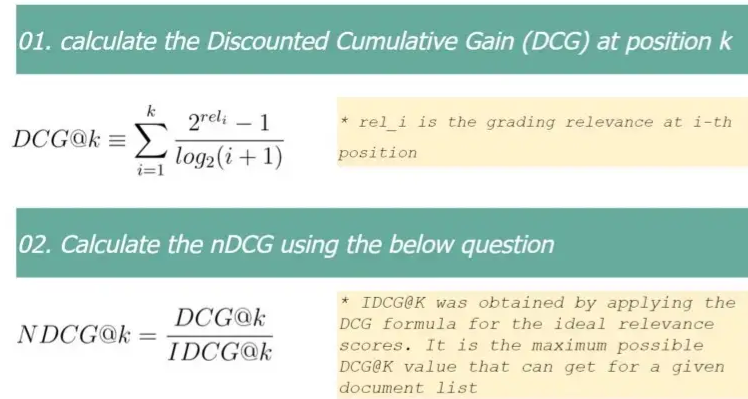 01. calculate the Discounted Cumulative Gain (DCG) at position k
DCG@k ≡ \sum_{i=1}^{k} \frac{2^{rel_i} - 1}{log_2(i + 1)}
* rel_i is the grading relevance at i-th
position
02. Calculate the nDCG using the below question
NDCG@k = \frac{DCG@k}{IDCG@k}
* IDCG@K was obtained by applying the
DCG formula for the ideal relevance
scores. It is the maximum possible
DCG@K value that can get for a given
document list